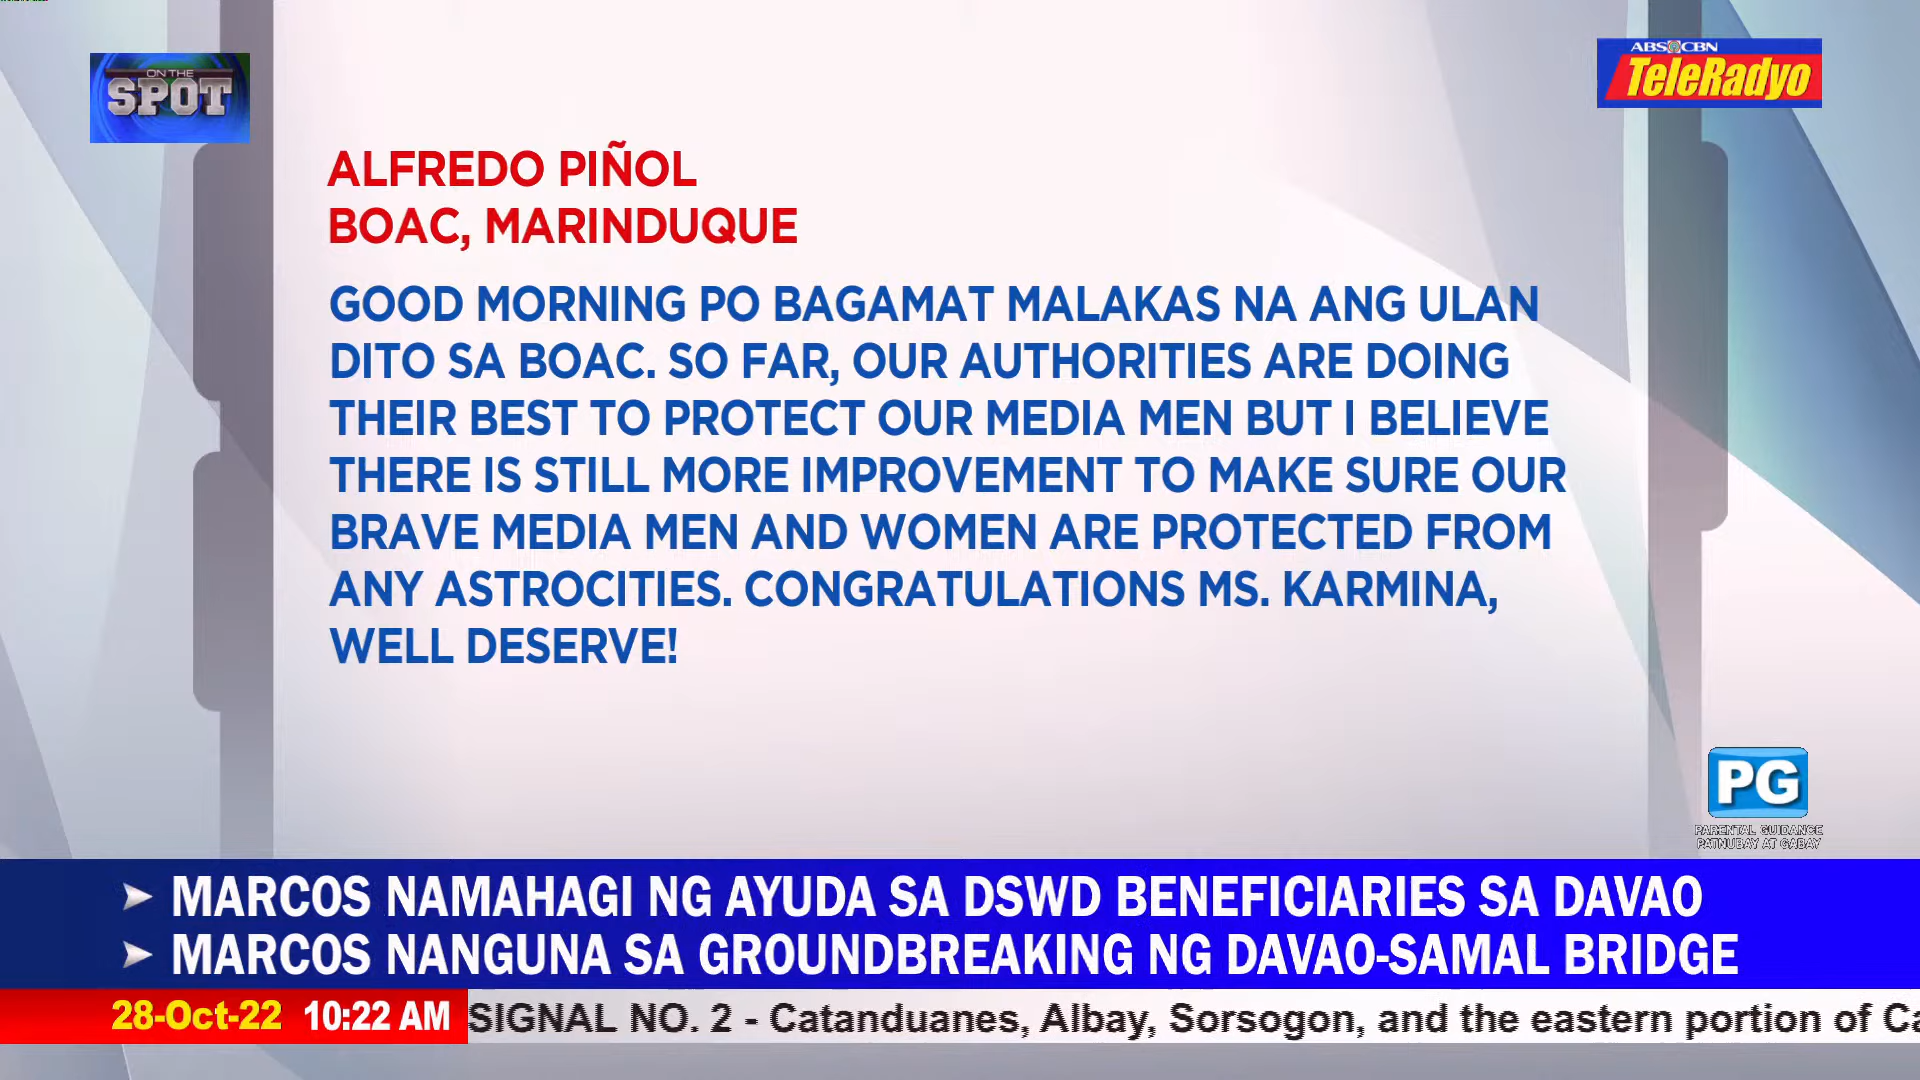 ON THE
SPOT
ABS CBN
TeleRadyo
ALFREDO PIÑOL
BOAC, MARINDUQUE
GOOD MORNING PO BAGAMAT MALAKAS NA ANG ULAN
DITO SA BOAC. SO FAR, OUR AUTHORITIES ARE DOING
THEIR BEST TO PROTECT OUR MEDIA MEN BUT I BELIEVE
THERE IS STILL MORE IMPROVEMENT TO MAKE SURE OUR
BRAVE MEDIA MEN AND WOMEN ARE PROTECTED FROM
ANY ASTROCITIES. CONGRATULATIONS MS. KARMINA,
WELL DESERVE!
PG
PARENTAL GUIDANCE
PATNUBAY AT GABAY
MARCOS NAMAHAGI NG AYUDA SA DSWD BENEFICIARIES SA DAVAO
MARCOS NANGUNA SA GROUNDBREAKING NG DAVAO-SAMAL BRIDGE
28-Oct-22 10:22 AM SIGNAL NO. 2 - Catanduanes, Albay, Sorsogon, and the eastern portion of Ca